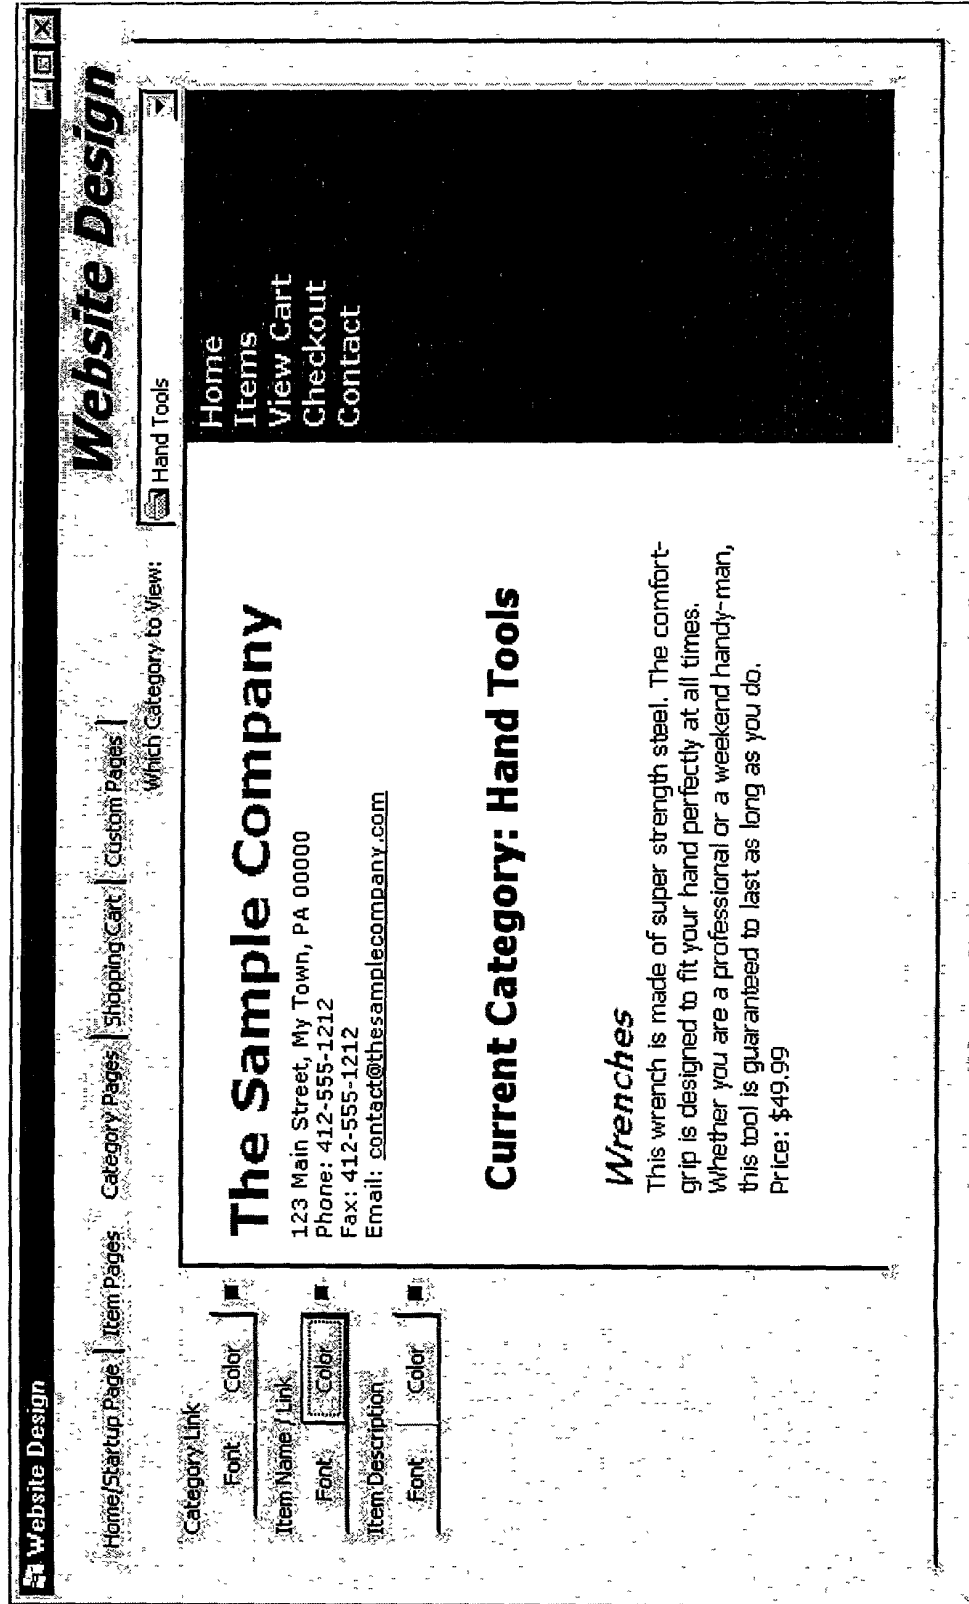 Website Design
Website Design
Home/Startup Page | Item Pages Category Pages | Shopping Cart | Custom Pages
Which Category to View: Hand Tools
Category Link
Font Color
Item Name / Link
Font Color
Item Description
Font Color
The Sample Company
123 Main Street, My Town, PA 00000
Phone: 412-555-1212
Fax: 412-555-1212
Email: contact@thesamplecompany.com
Current Category: Hand Tools
Wrenches
This wrench is made of super strength steel. The comfort-
grip is designed to fit your hand perfectly at all times.
Whether you are a professional or a weekend handy-man,
this tool is guaranteed to last as long as you do.
Price: $49.99
Home
Items
View Cart
Checkout
Contact